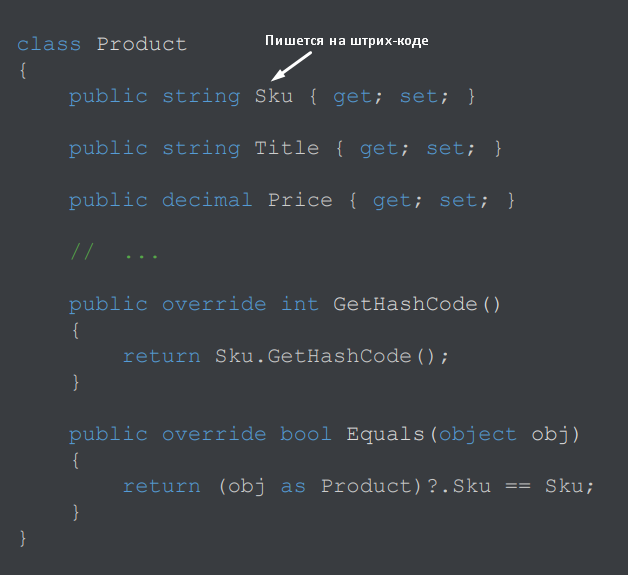 Пишется на штрих-коде
class Product
{
public string Sku { get; set; }
public string Title { get; set; }
public decimal Price { get; set; }
// ...
public override int GetHashCode()
{
return Sku.GetHashCode();
}
public override bool Equals(object obj)
{
return (obj as Product)?.Sku == Sku;
}
}